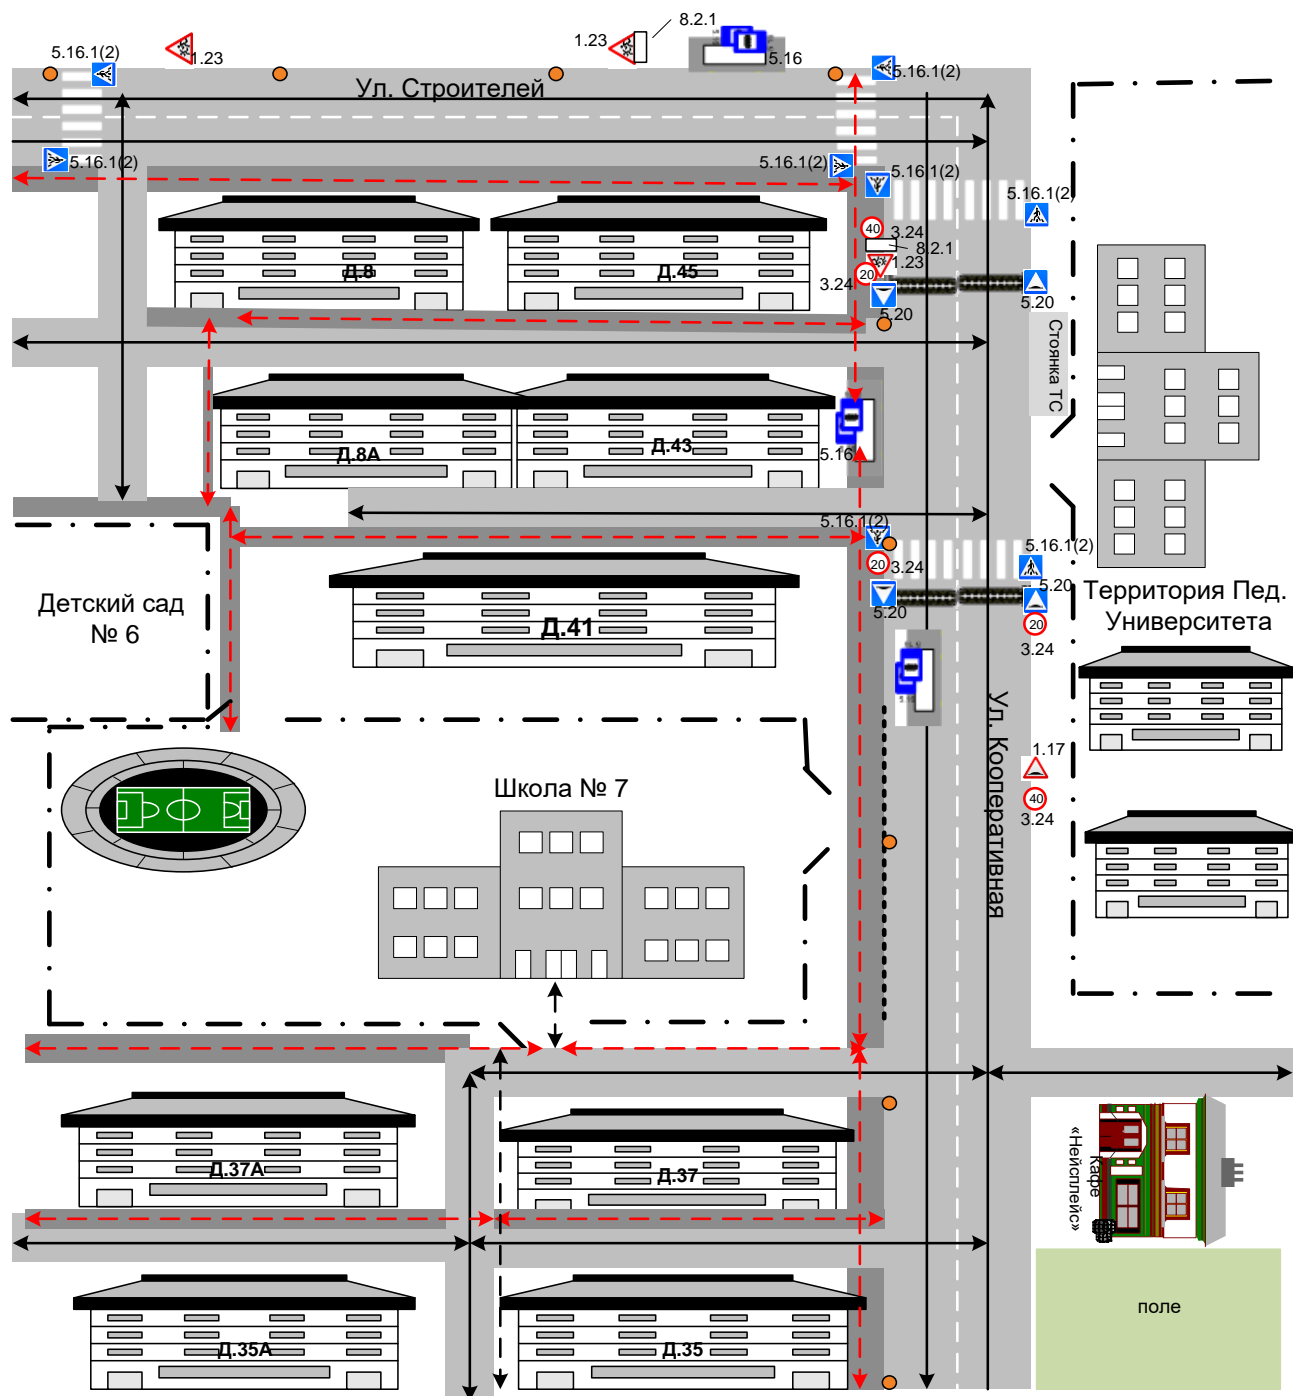 8.2.1
5.16.1(2)
1.23
1.23
5.16
5.16.1(2)
Ул. Строителей
5.16.1(2)
5.16.1(2)
5.16.1(2)
5.16.1(2)
40
3.24
8.2.1
1.23
20
3.24
5.20
5.20
Д.8
Д.45
Стоянка ТС
Д.8А
Д.43
5.16
5.16.1(2)
5.16.1(2)
20
3.24
5.20
5.20
20
3.24
Детский сад
№ 6
Д.41
Территория Пед.
Университета
Ул. Кооперативная
1.17
40
3.24
Школа № 7
Д.37А
Д.37
Кафе
«Нейсплейс»
Д.35А
Д.35
поле